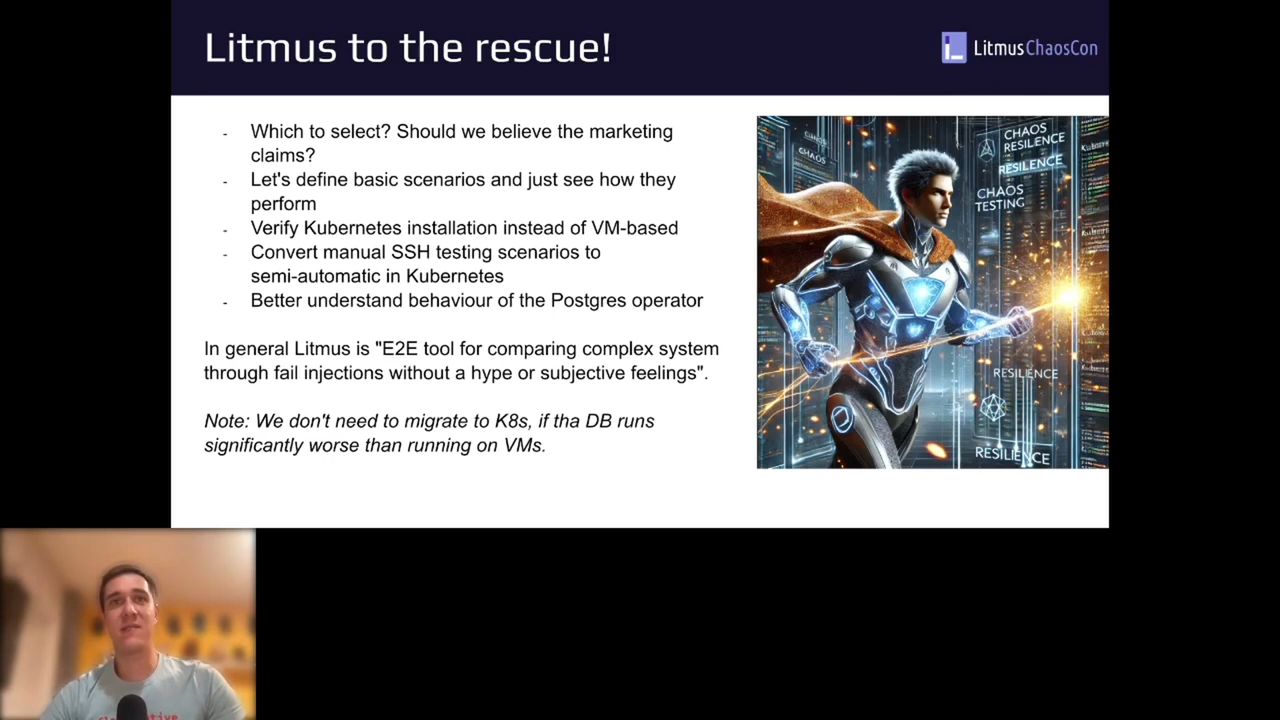 Litmus to the rescue!
LitmusChaosCon
- Which to select? Should we believe the marketing
claims?
- Let's define basic scenarios and just see how they
perform
- Verify Kubernetes installation instead of VM-based
- Convert manual SSH testing scenarios to
semi-automatic in Kubernetes
- Better understand behaviour of the Postgres operator
In general Litmus is "E2E tool for comparing complex system
through fail injections without a hype or subjective feelings".
Note: We don't need to migrate to K8s, if tha DB runs
significantly worse than running on VMs.
CHAOS
RESILENCE
RESILENCE
CHAOS
TESTING
CHAOS
RESILIENCE
RESILIENCE